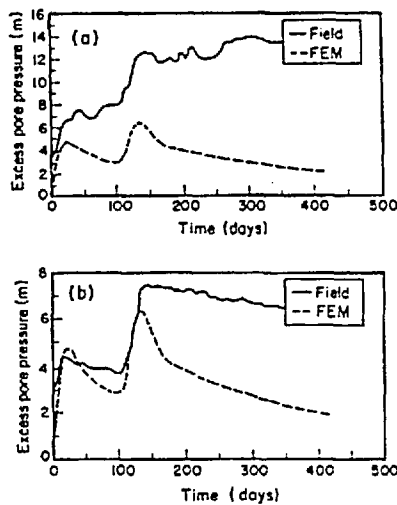 Excess pore pressure (m)
16
14
12
10
8
6
4
2
0
(a)
Field
FEM
0
100
200
300
400
500
Time (days)
Excess pore pressure (m)
8
6
4
2
0
(b)
Field
FEM
0
100
200
300
400
500
Time (days)